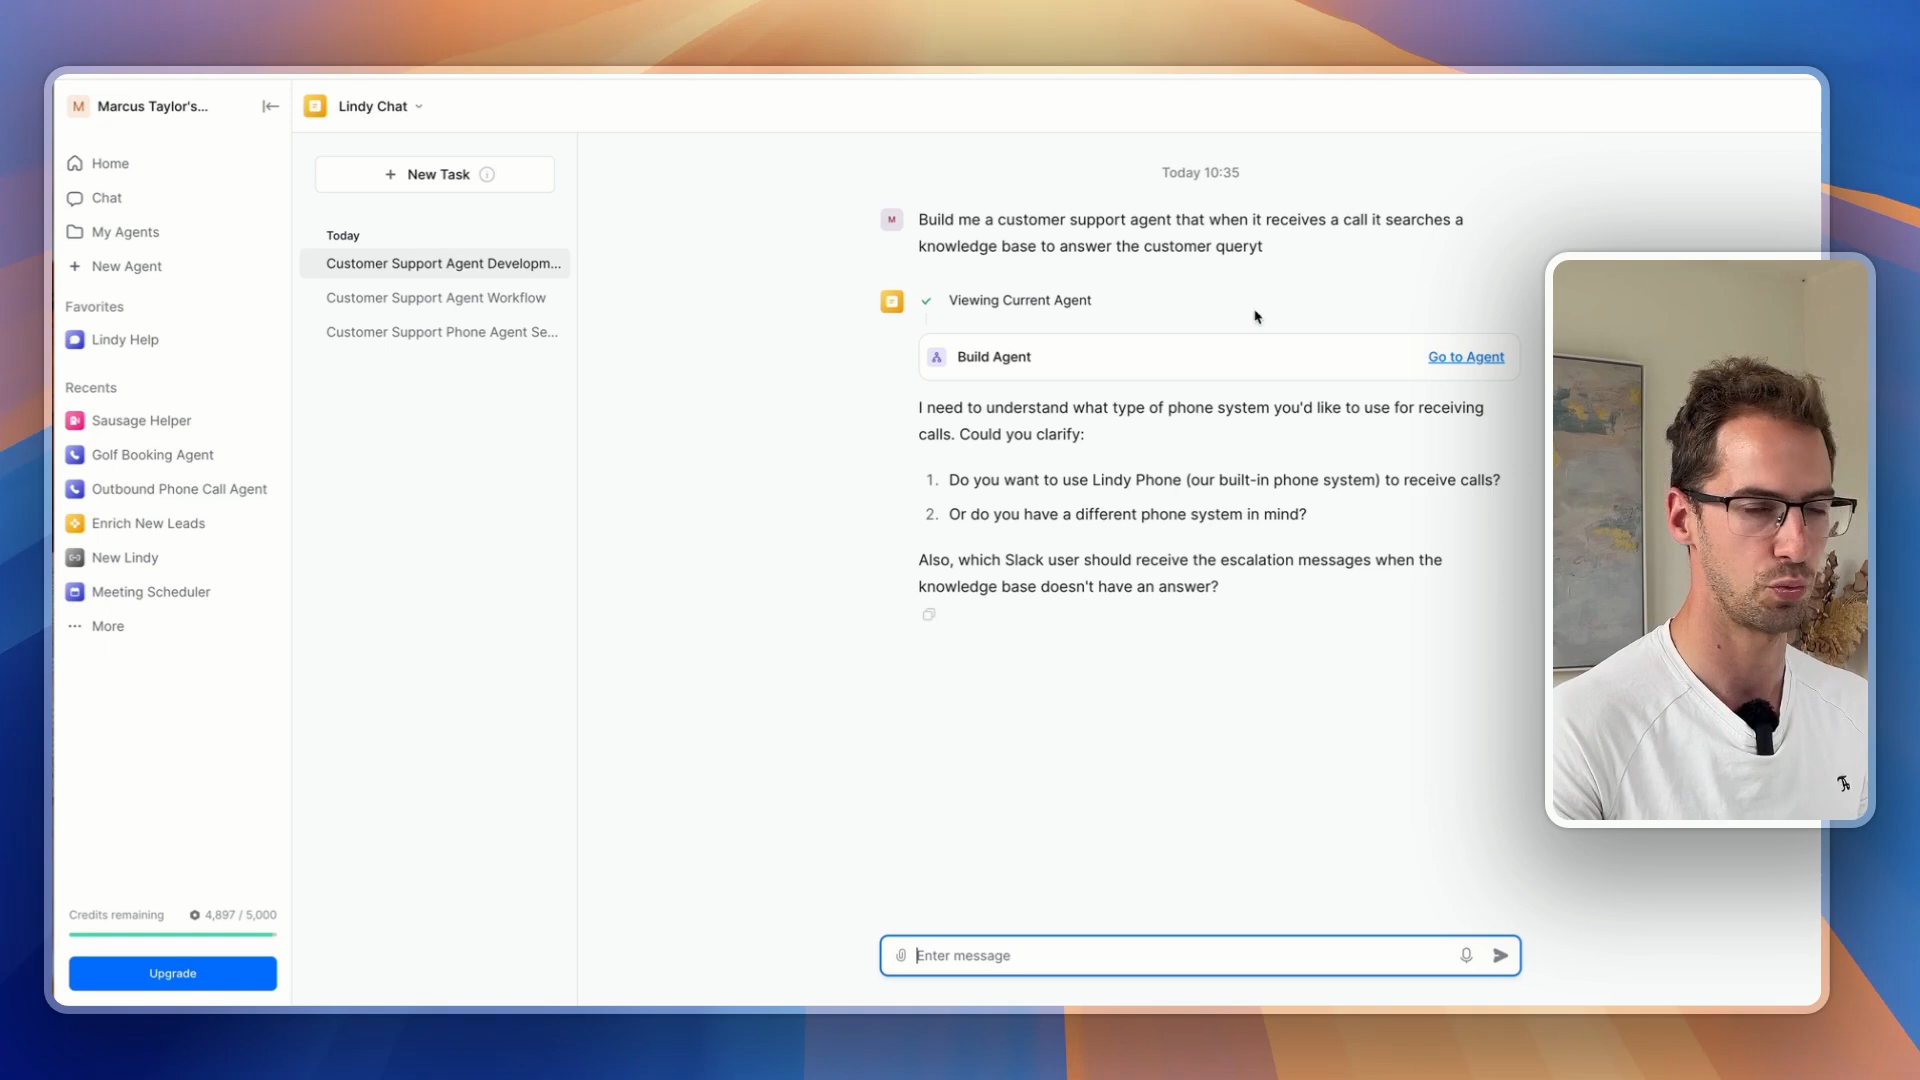 M Marcus Taylor's...
Home
Chat
My Agents
New Agent
Favorites
Lindy Help
Recents
Sausage Helper
Golf Booking Agent
Outbound Phone Call Agent
Enrich New Leads
New Lindy
Meeting Scheduler
More
Credits remaining 4,897 / 5,000
Upgrade
Lindy Chat
+ New Task
Today
Customer Support Agent Developm...
Customer Support Agent Workflow
Customer Support Phone Agent Se...
Today 10:35
M
Build me a customer support agent that when it receives a call it searches a
knowledge base to answer the customer queryt
Viewing Current Agent
Build Agent Go to Agent
I need to understand what type of phone system you'd like to use for receiving
calls. Could you clarify:
1. Do you want to use Lindy Phone (our built-in phone system) to receive calls?
2. Or do you have a different phone system in mind?
Also, which Slack user should receive the escalation messages when the
knowledge base doesn't have an answer?
Enter message